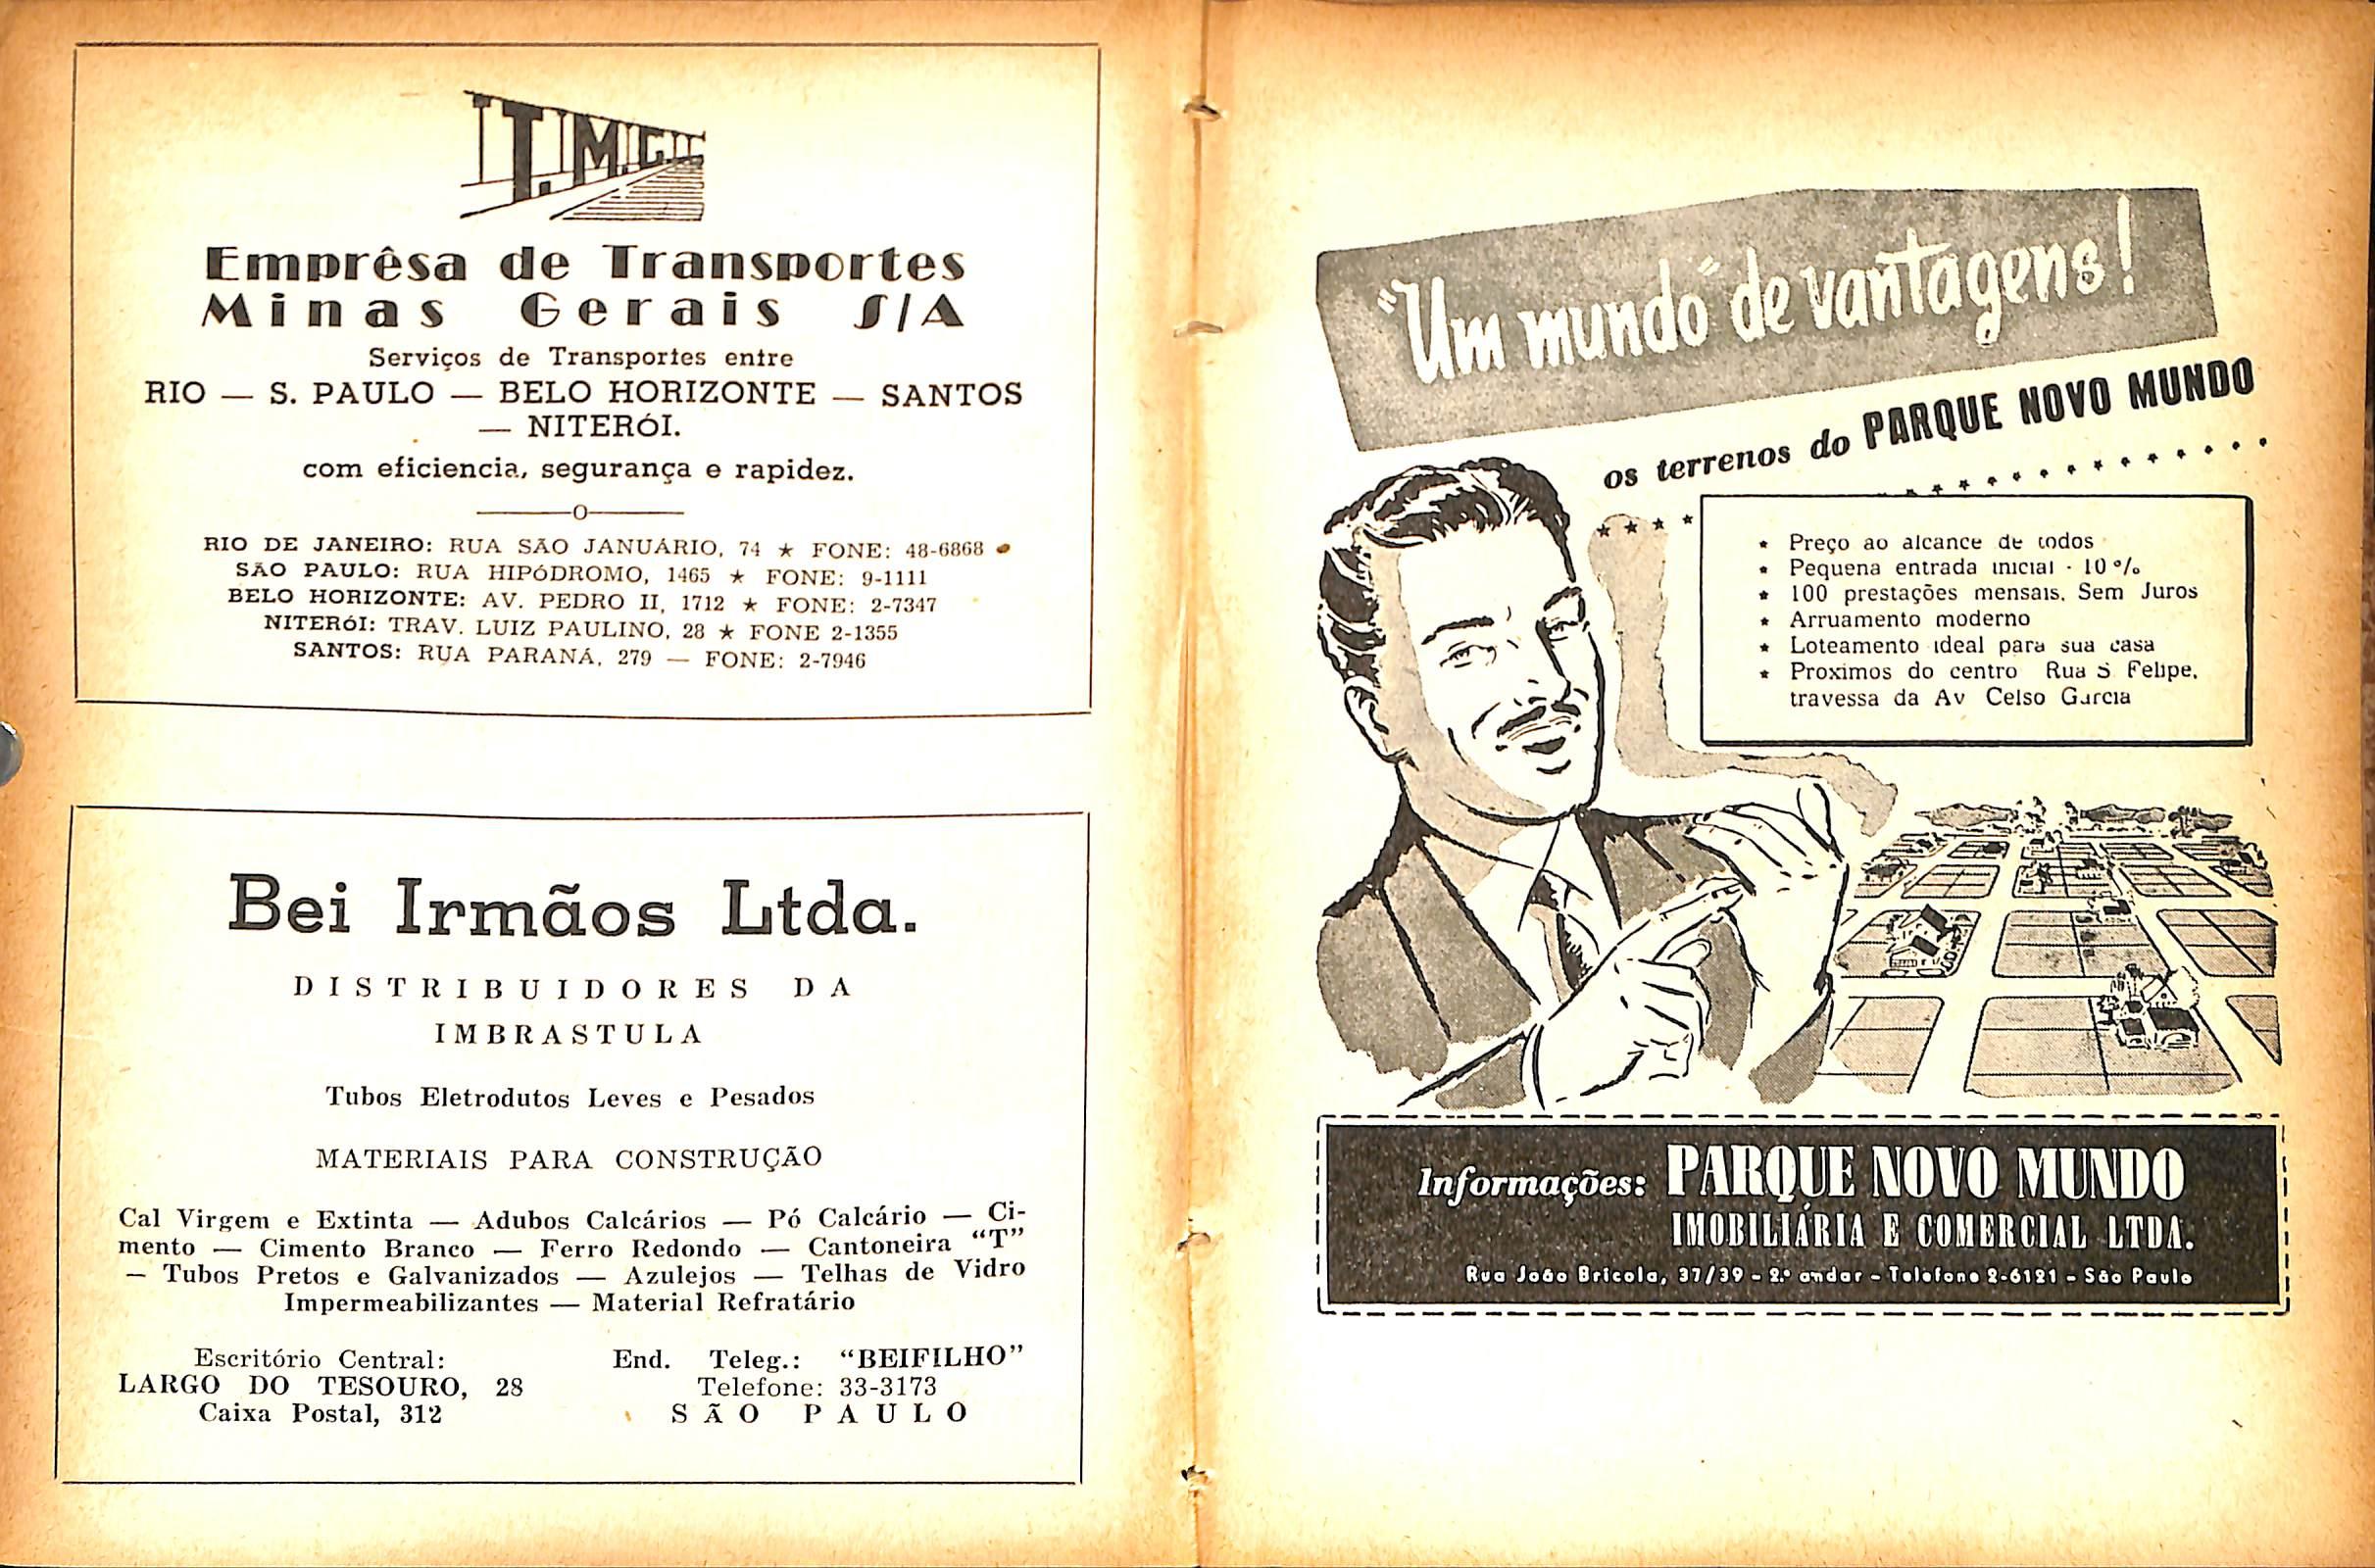 T.M.G.
Emprêsa de Transportes
Minas Gerais S/A
Serviços de Transportes entre
RIO — S. PAULO — BELO HORIZONTE — SANTOS
— NITERÓI.
com eficiencia, segurança e rapidez.
RIO DE JANEIRO: RUA SÃO JANUÁRIO, 74 ★ FONE: 48-6868
SÃO PAULO: RUA HIPÓDROMO, 1465 ★ FONE: 9-1111
BELO HORIZONTE: AV. PEDRO II, 1712 ★ FONE: 2-7347
NITERÓI: TRAV. LUIZ PAULINO, 28 ★ FONE 2-1355
SANTOS: RUA PARANÁ, 279 — FONE: 2-7946
Bei Irmãos Ltda.
DISTRIBUIDORES DA
IMBRASTULA
Tubos Eletrodutos Leves e Pesados
MATERIAIS PARA CONSTRUÇÃO
Cal Virgem e Extinta — Adubos Calcários — Pó Calcário — Ci-
mento — Cimento Branco — Ferro Redondo — Cantoneira “T”
— Tubos Pretos e Galvanizados — Azulejos — Telhas de Vidro
Impermeabilizantes — Material Refratário
Escritório Central:
LARGO DO TESOURO, 28
Caixa Postal, 312
End. Teleg.: “BEIFILHO”
Telefone: 33-3173
SÃO PAULO
“Um mundo” de vantagens!
os terrenos do PARQUE NOVO MUNDO
★ Preço ao alcance de todos
★ Pequena entrada inicial - 10%
★ 100 prestações mensais. Sem Juros
★ Arruamento moderno
★ Loteamento ideal para sua casa
★ Proximos do centro Rua S Felipe,
travessa da Av Celso Garcia
Informações: PARQUE NOVO MUNDO
IMOBILIÁRIA E COMERCIAL LTDA.
Rua João Bricola, 37/39 - 2.º andar - Telefone 2-6121 - São Paulo